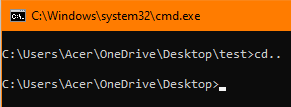 C:\Windows\system32\cmd.exe
C:\Users\Acer\OneDrive\Desktop\test>cd..
C:\Users\Acer\OneDrive\Desktop>